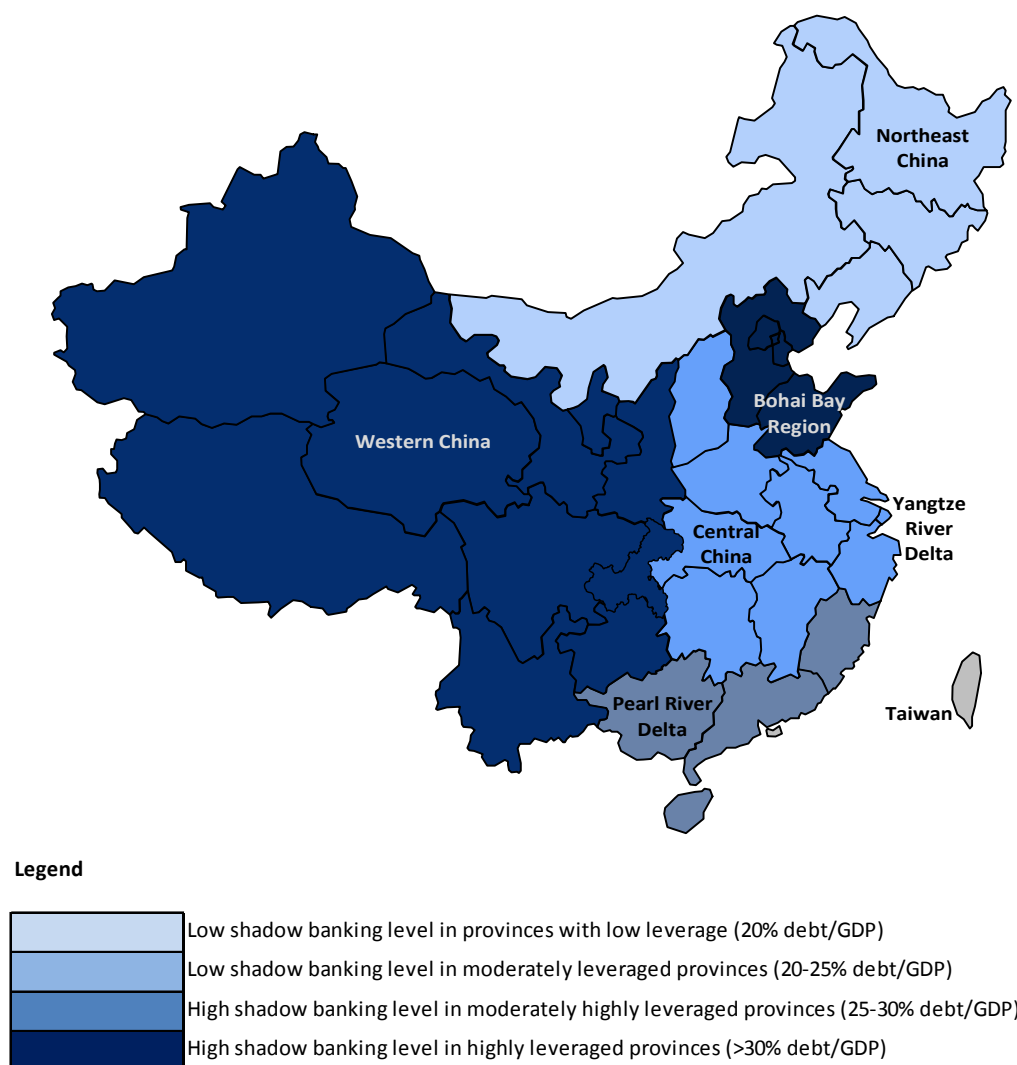 Northeast
China
Bohai Bay
Region
Western China
Yangtze
River
Delta
Central
China
Pearl River
Delta
Taiwan
Legend
Low shadow banking level in provinces with low leverage (20% debt/GDP)
Low shadow banking level in moderately leveraged provinces (20-25% debt/GDP)
High shadow banking level in moderately highly leveraged provinces (25-30% debt/GDP)
High shadow banking level in highly leveraged provinces (>30% debt/GDP)